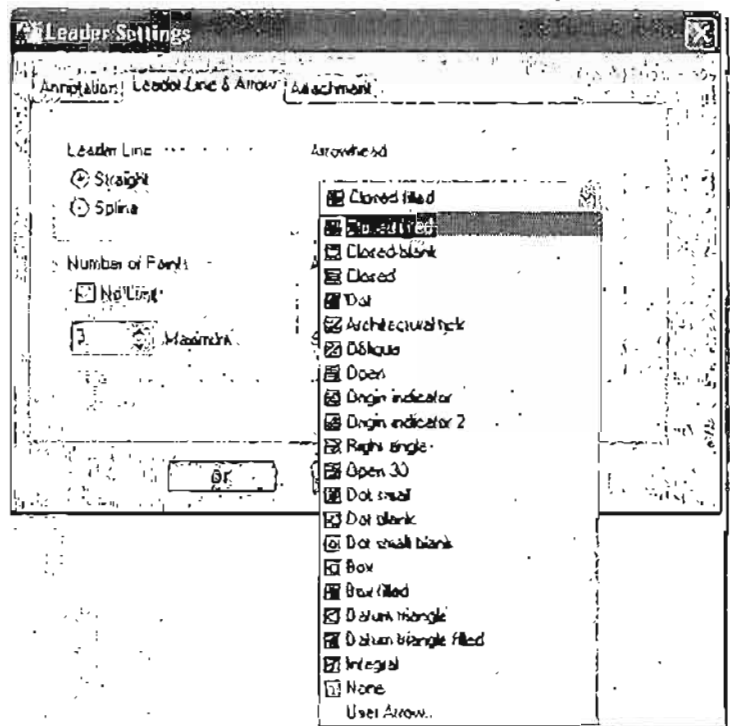 Leader Settings
Annotation Leader Line & Arrow Attachment
Leader Line
Arrowhead
Straight
Spline
Closed filled
Closed filled
Closed blank
Closed
Dot
Architectural tick
Oblique
Open
Origin indicator
Origin indicator 2
Right angle
Open 30
Dot small
Dot blank
Dot small blank
Box
Box filled
Datum triangle
Datum triangle filled
Integral
None
User Arrow...
Number of Points
No Limit
3 Maximum
OK